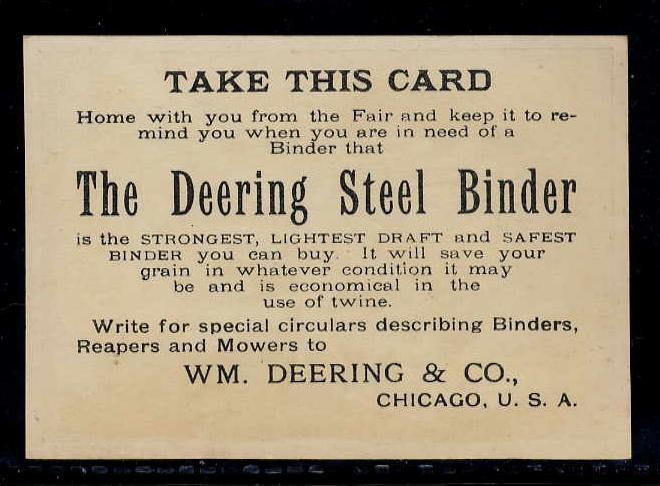 TAKE THIS CARD
Home with you from the Fair and keep it to re-
mind you when you are in need of a
Binder that
The Deering Steel Binder
is the STRONGEST, LIGHTEST DRAFT and SAFEST
BINDER you can buy. It will save your
grain in whatever condition it may
be and is economical in the
use of twine.
Write for special circulars describing Binders,
Reapers and Mowers to
WM. DEERING & CO.,
CHICAGO, U. S. A.